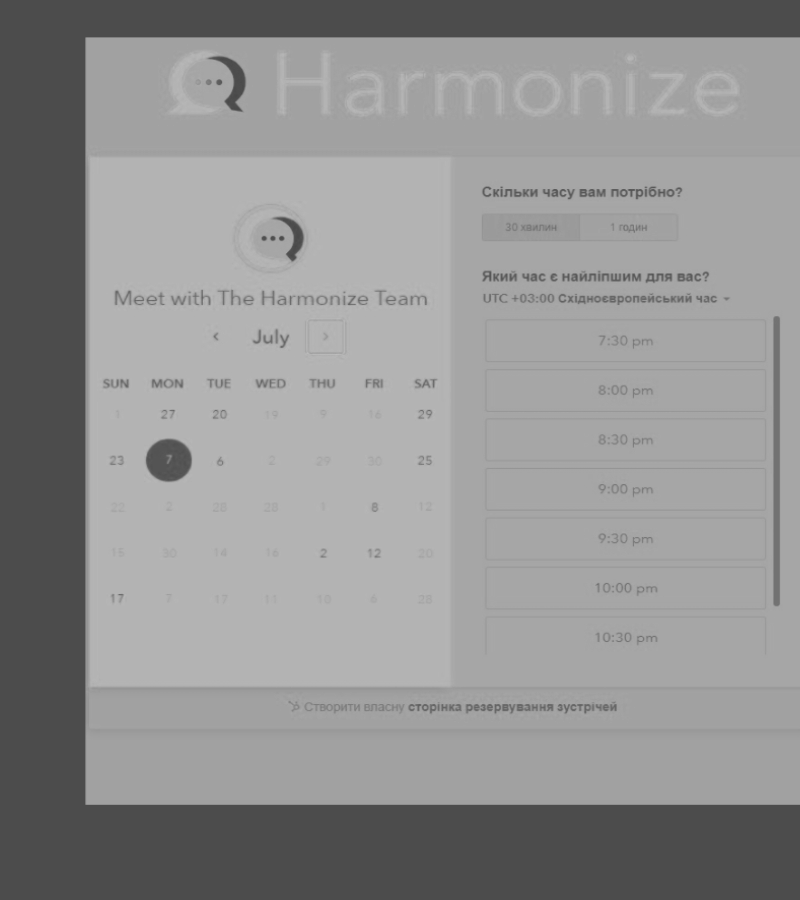 Harmonize
Meet with The Harmonize Team
‹ July ›
SUN MON TUE WED THU FRI SAT
1 27 20 19 9 16 29
23 7 6 2 29 30 25
22 2 28 28 1 8 12
15 30 14 16 2 12 20
17 7 17 11 10 6 28
Скільки часу вам потрібно?
30 хвилин 1 годин
Який час є найліпшим для вас?
UTC +03:00 Східноєвропейський час
7:30 pm
8:00 pm
8:30 pm
9:00 pm
9:30 pm
10:00 pm
10:30 pm
Створити власну сторінка резервування зустрічей